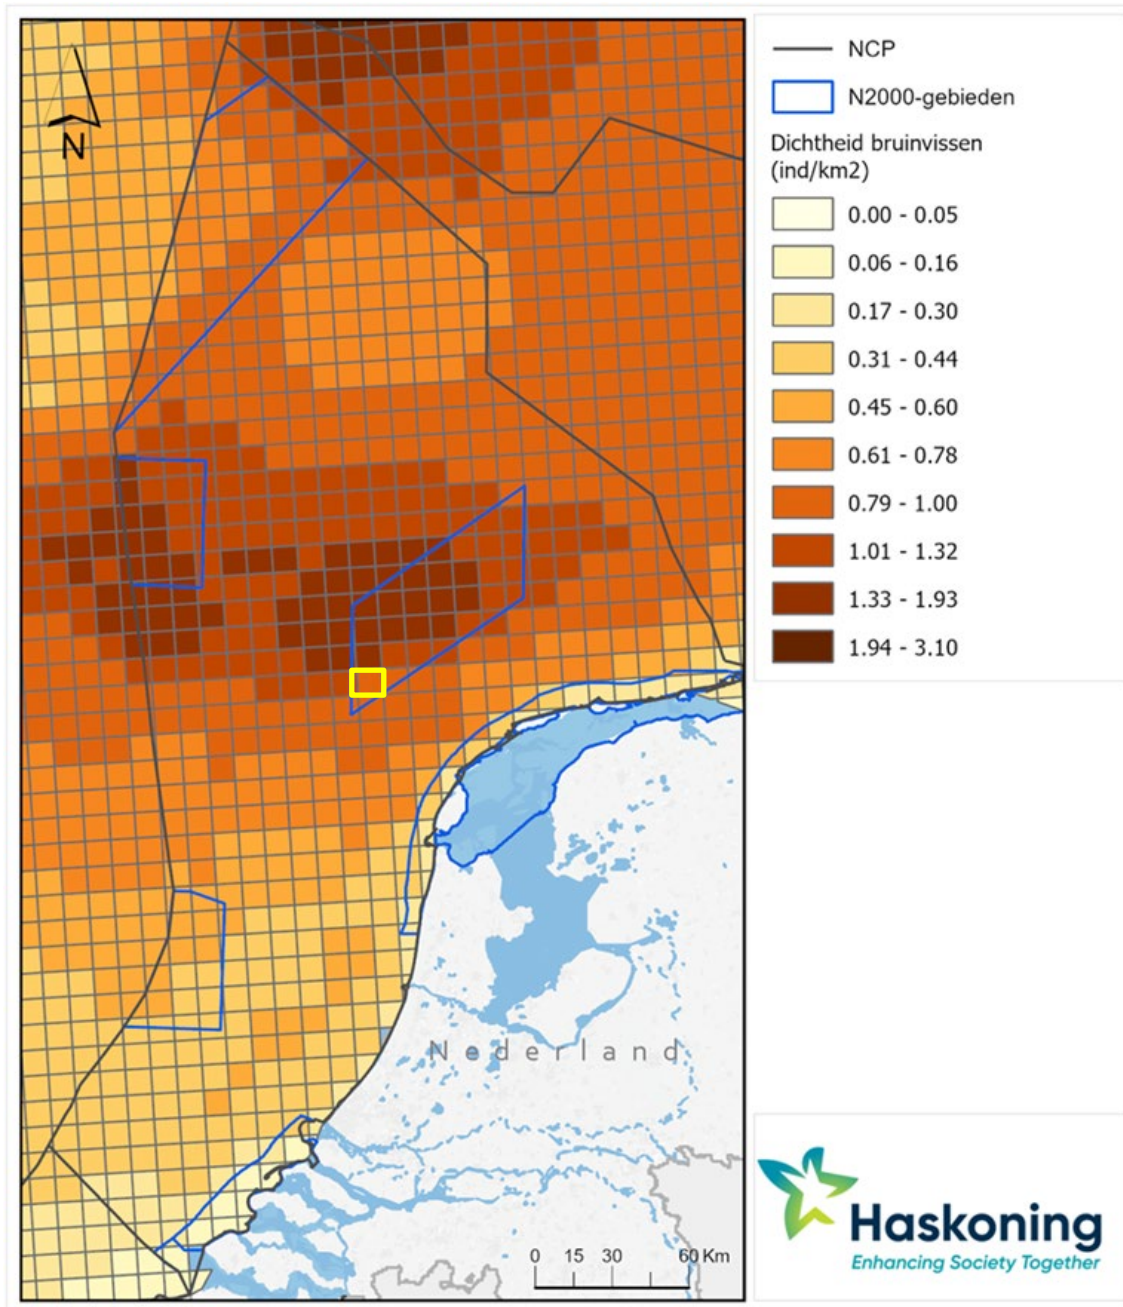 N
NCP
N2000-gebieden
Dichtheid bruinvissen
(ind/km2)
0.00 - 0.05
0.06 - 0.16
0.17 - 0.30
0.31 - 0.44
0.45 - 0.60
0.61 - 0.78
0.79 - 1.00
1.01 - 1.32
1.33 - 1.93
1.94 - 3.10
Nederland
0 15 30 60 Km
Haskoning
Enhancing Society Together